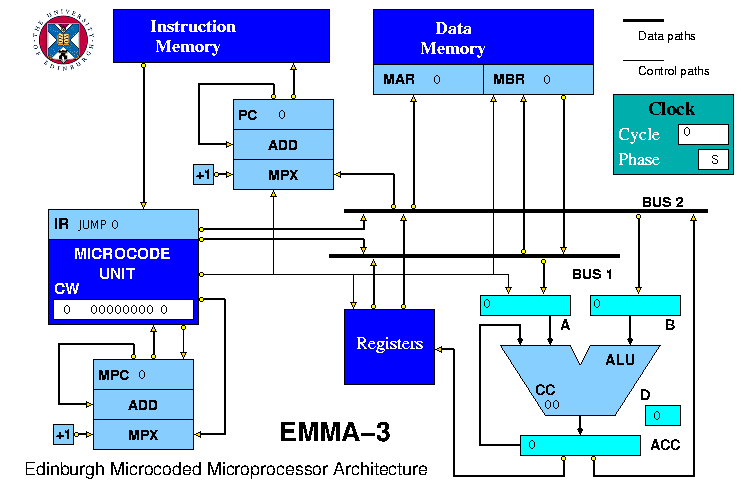 THE UNIVERSITY OF EDINBURGH
Instruction
Memory
Data
Memory
MAR 0
MBR 0
Data paths
Control paths
Clock
Cycle 0
Phase S
PC 0
ADD
+1
MPX
BUS 2
IR JUMP 0
MICROCODE
UNIT
CW
0 00000000 0
BUS 1
0
0
A
B
Registers
ALU
CC
00
D
0
MPC 0
ADD
+1
MPX
EMMA-3
0
ACC
Edinburgh Microcoded Microprocessor Architecture